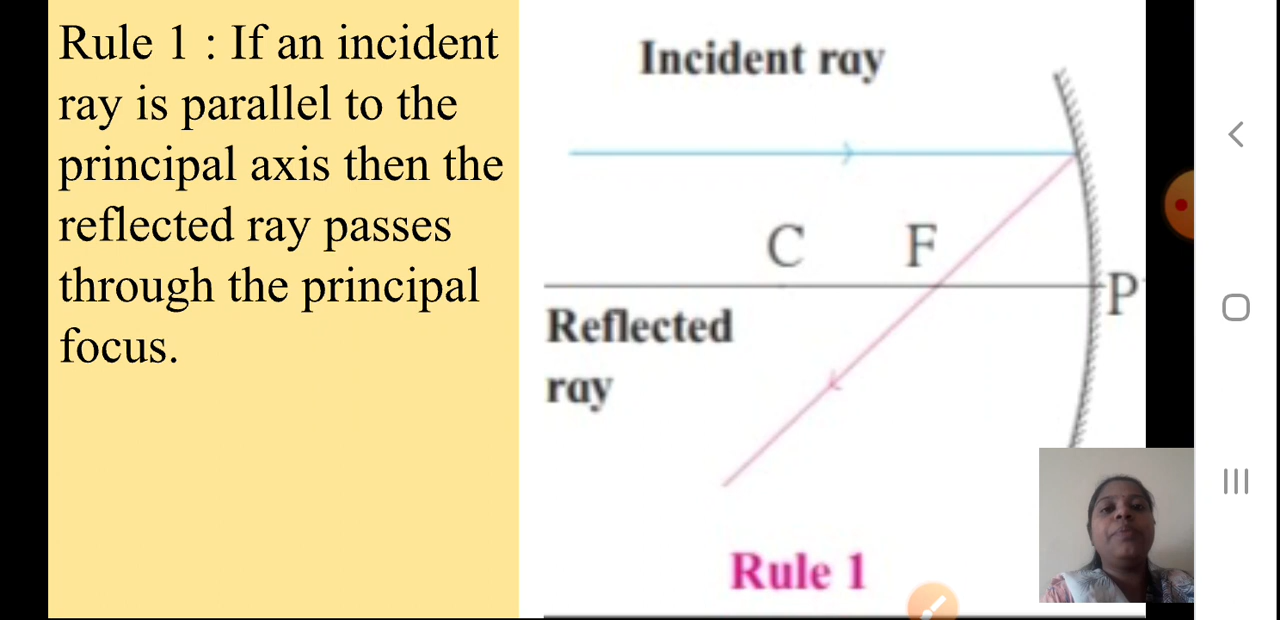 Rule 1 : If an incident
ray is parallel to the
principal axis then the
reflected ray passes
through the principal
focus.
Incident ray
C
F
P
Reflected
ray
Rule 1